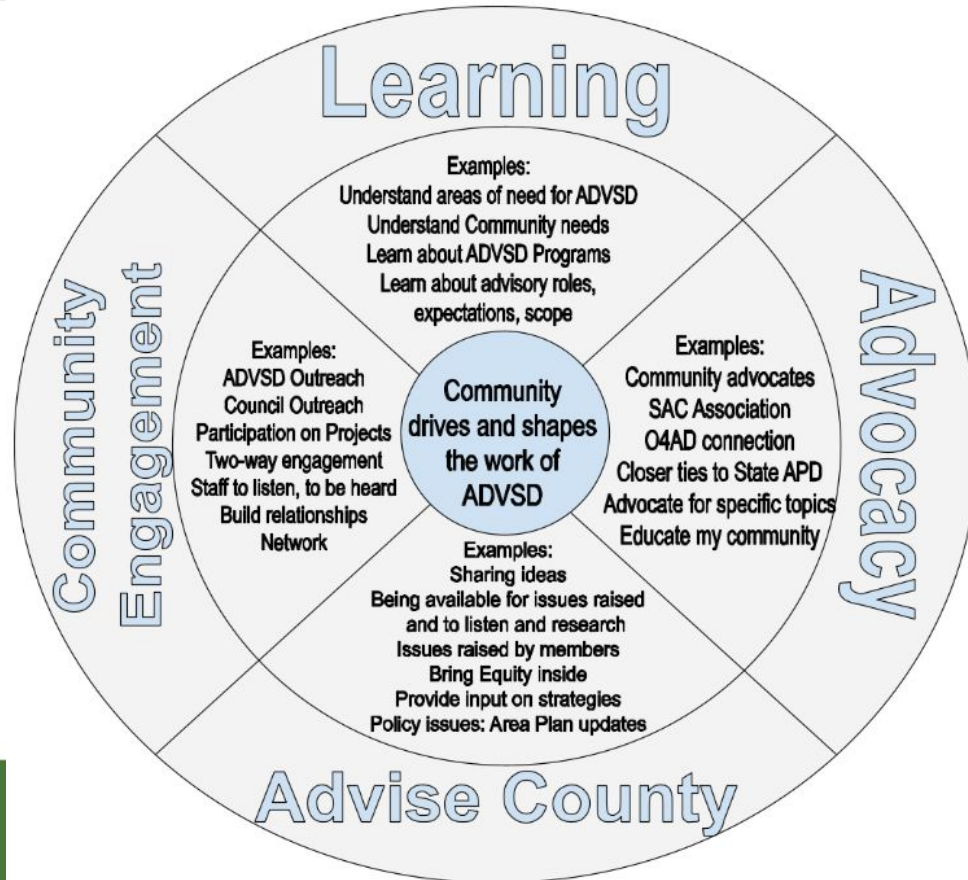 Learning
Examples:
Understand areas of need for ADVSD
Understand Community needs
Learn about ADVSD Programs
Learn about advisory roles,
expectations, scope
Community
Engagement
Examples:
ADVSD Outreach
Council Outreach
Participation on Projects
Two-way engagement
Staff to listen, to be heard
Build relationships
Network
Community
drives and shapes
the work of
ADVSD
Examples:
Community advocates
SAC Association
O4AD connection
Closer ties to State APD
Advocate for specific topics
Educate my community
Advocacy
Examples:
Sharing ideas
Being available for issues raised
and to listen and research
Issues raised by members
Bring Equity inside
Provide input on strategies
Policy issues: Area Plan updates
Advise County